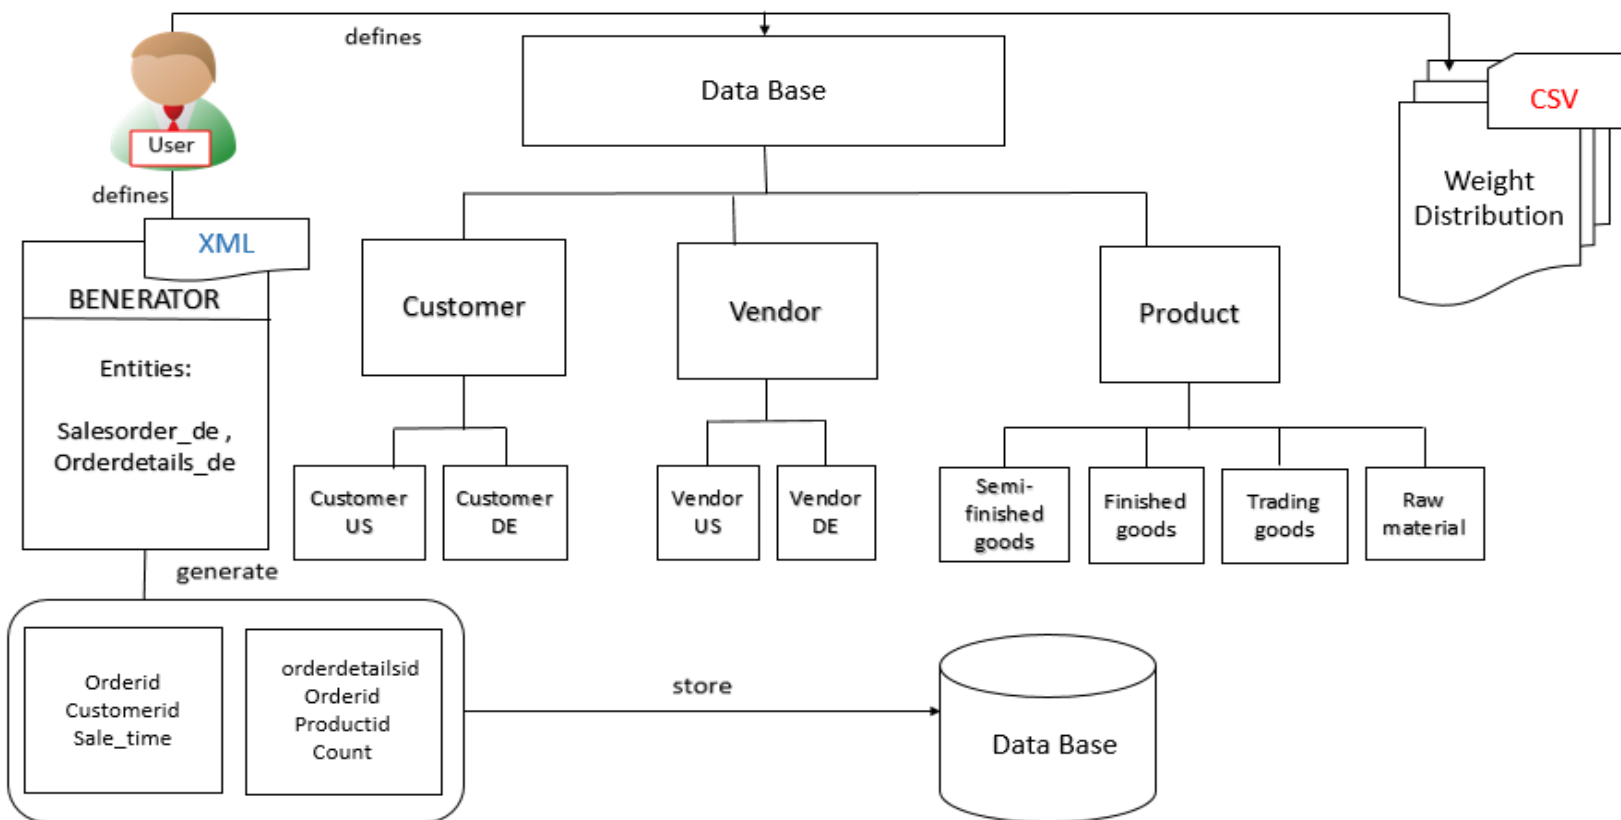 defines
Data Base
CSV
User
Weight
Distribution
defines
XML
BENERATOR
Entities:
Salesorder_de ,
Orderdetails_de
Customer
Vendor
Product
Customer
US
Customer
DE
Vendor
US
Vendor
DE
Semi-
finished
goods
Finished
goods
Trading
goods
Raw
material
generate
Orderid
Customerid
Sale_time
orderdetailsid
Orderid
Productid
Count
store
Data Base